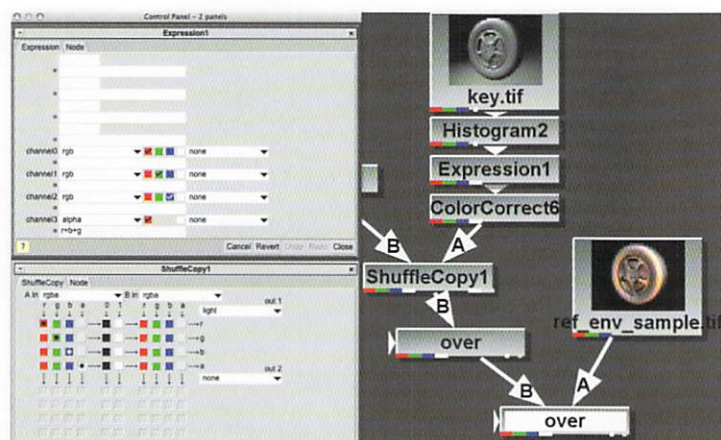 Control Panel - 2 panels
Expression1
Expression Node
=
=
=
=
channel0 rgb none
=
channel1 rgb none
=
channel2 rgb none
=
channel3 alpha none
= r+b+g
? Cancel Revert Undo Redo Close
ShuffleCopy1
ShuffleCopy Node
A in rgba B in rgba out 1
r g b a 0 1 r g b a light
r
g
b
a out 2
none
key.tif
Histogram2
Expression1
ColorCorrect6
B A
ShuffleCopy1
B
ref_env_sample.tif
over
B A
over